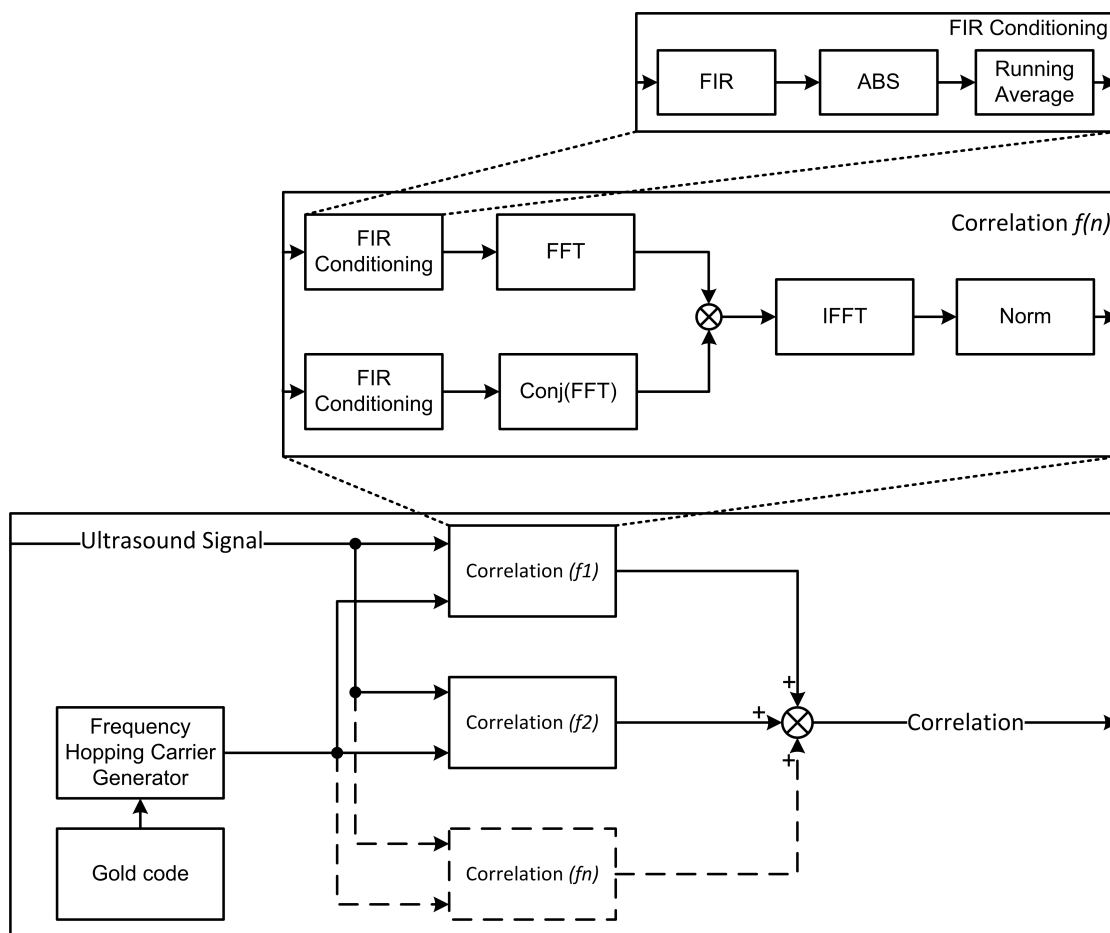 FIR Conditioning
FIR
ABS
Running
Average
Correlation f(n)
FIR
Conditioning
FFT
IFFT
Norm
FIR
Conditioning
Conj(FFT)
Ultrasound Signal
Correlation (f1)
+
Correlation (f2)
+
Correlation
+
Frequency
Hopping Carrier
Generator
Gold code
Correlation (fn)